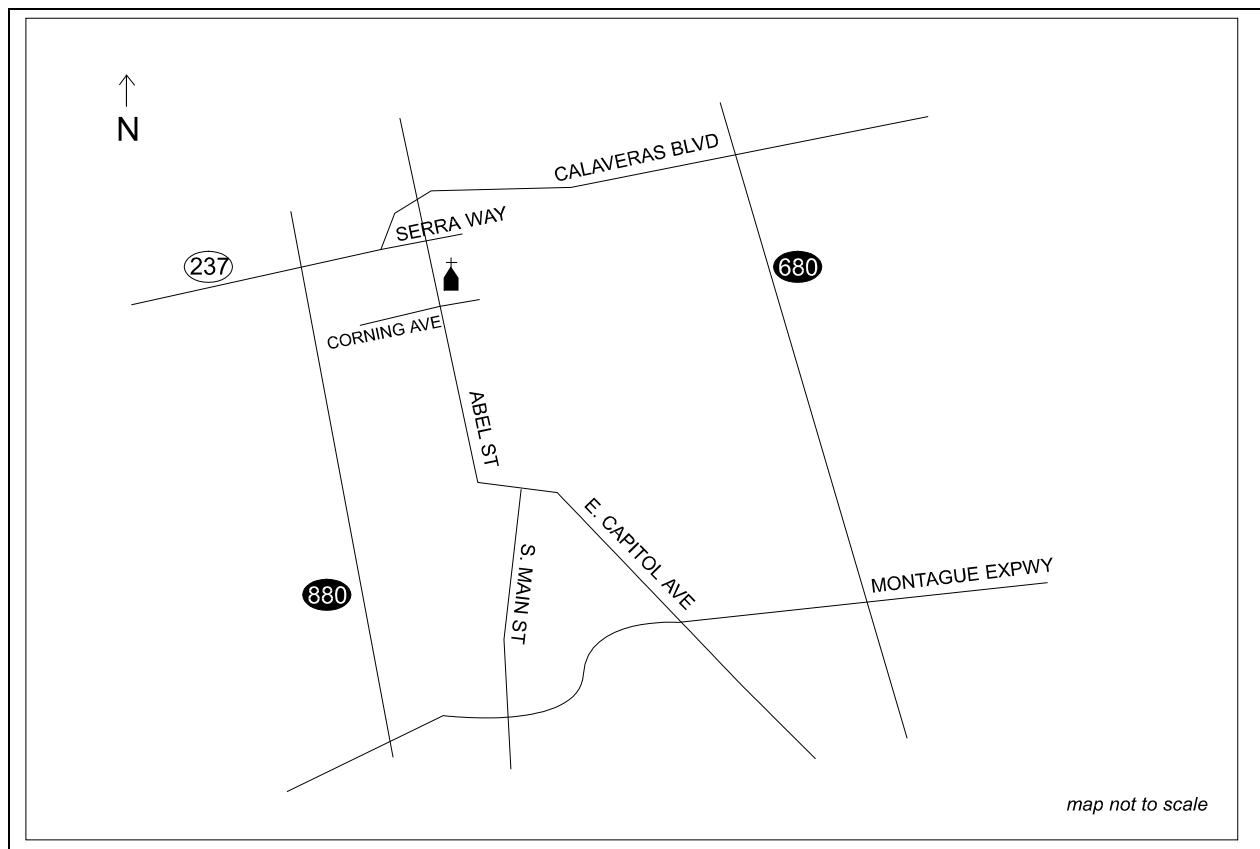 N
CALAVERAS BLVD
SERRA WAY
237
680
CORNING AVE
ABEL ST
E. CAPITOL AVE
S. MAIN ST
MONTAGUE EXPWY
880
map not to scale